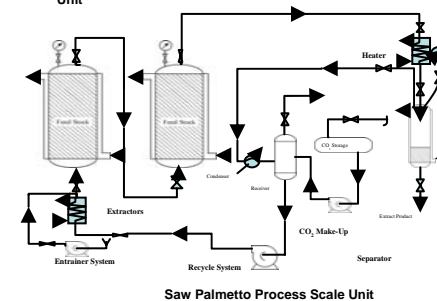 Unit
Heater
Feed Stock
Feed Stock
CO2 Storage
Condenser
Receiver
Extractors
Extract Product
CO2 Make-Up
Entrainer System
Recycle System
Separator
Saw Palmetto Process Scale Unit